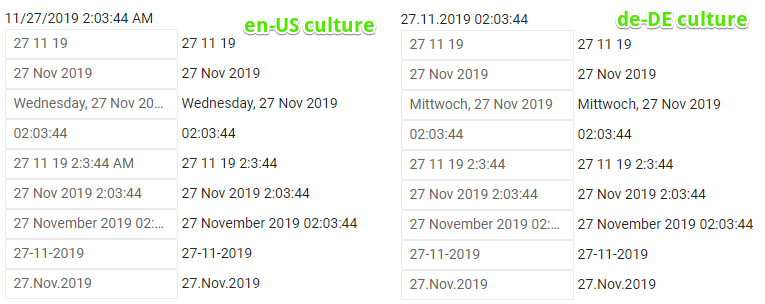 11/27/2019 2:03:44 AM
en-US culture
27 11 19 27 11 19
27 Nov 2019 27 Nov 2019
Wednesday, 27 Nov 20... Wednesday, 27 Nov 2019
02:03:44 02:03:44
27 11 19 2:3:44 AM 27 11 19 2:3:44
27 Nov 2019 2:03:44 27 Nov 2019 2:03:44
27 November 2019 02:... 27 November 2019 02:03:44
27-11-2019 27-11-2019
27.Nov.2019 27.Nov.2019
27.11.2019 02:03:44
de-DE culture
27 11 19 27 11 19
27 Nov 2019 27 Nov 2019
Mittwoch, 27 Nov 2019 Mittwoch, 27 Nov 2019
02:03:44 02:03:44
27 11 19 2:3:44 27 11 19 2:3:44
27 Nov 2019 2:03:44 27 Nov 2019 2:03:44
27 November 2019 02:... 27 November 2019 02:03:44
27-11-2019 27-11-2019
27.Nov.2019 27.Nov.2019